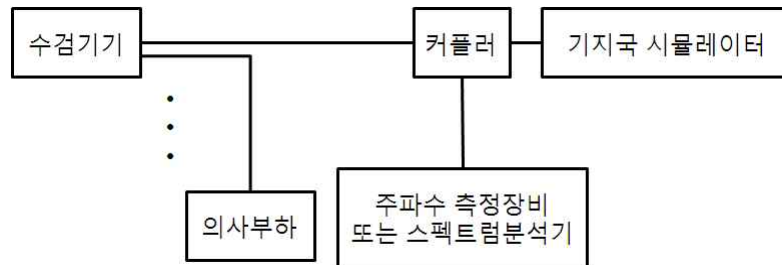 수검기기
커플러
기지국 시뮬레이터
의사부하
주파수 측정장비
또는 스펙트럼분석기